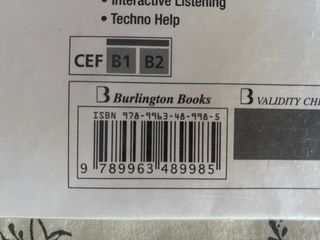 • Interactive Listening
• Techno Help
CEF B1 B2
Burlington Books
VALIDITY
ISBN 978-9963-48-998-5
9 789963 489985